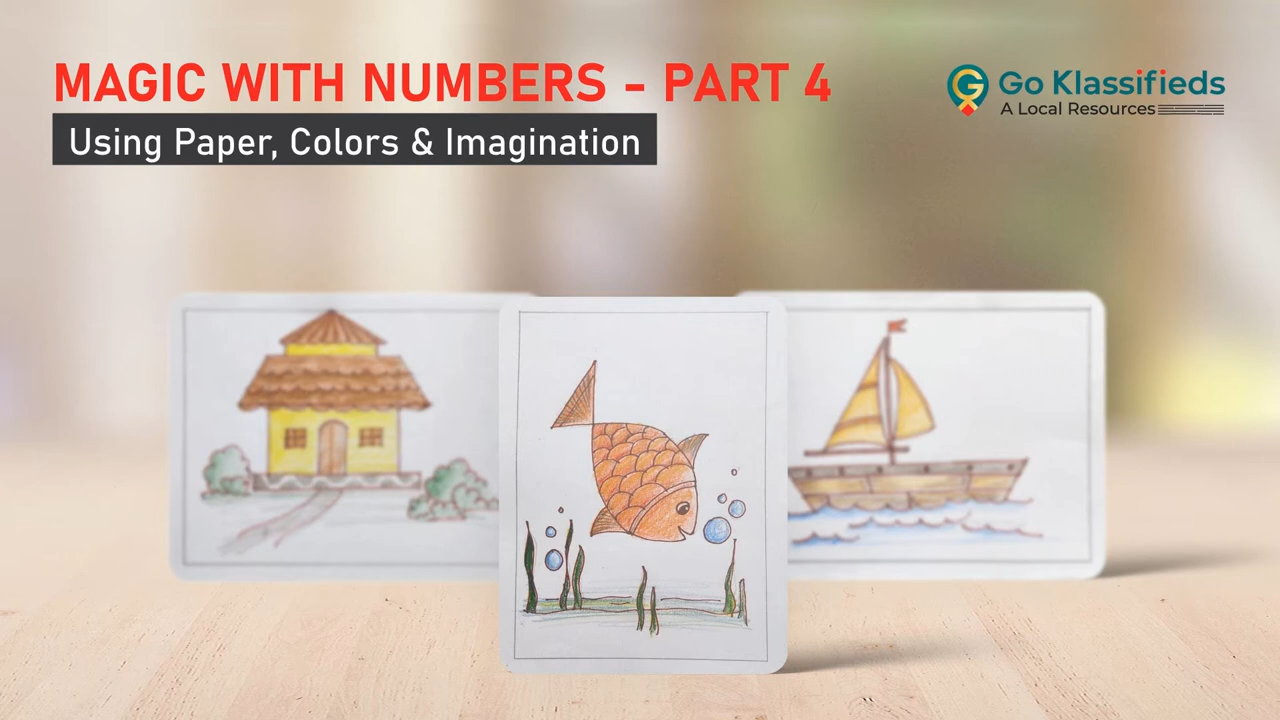 MAGIC WITH NUMBERS - PART 4
Using Paper, Colors & Imagination
Go Klassifieds
A Local Resources